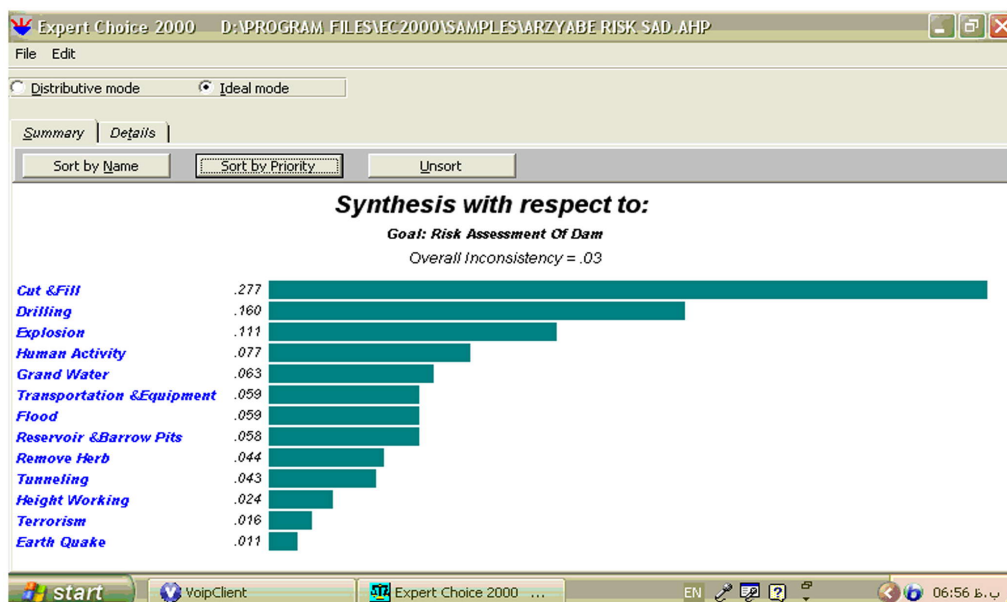 Expert Choice 2000 D:\PROGRAM FILES\EC2000\SAMPLES\ARZYABE RISK SAD.AHP
File Edit
Distributive mode Ideal mode
Summary Details
Sort by Name Sort by Priority Unsort
Synthesis with respect to:
Goal: Risk Assessment Of Dam
Overall Inconsistency = .03
Cut &Fill .277
Drilling .160
Explosion .111
Human Activity .077
Grand Water .063
Transportation &Equipment .059
Flood .059
Reservoir &Barrow Pits .058
Remove Herb .044
Tunneling .043
Height Working .024
Terrorism .016
Earth Quake .011
start VoipClient Expert Choice 2000 ... EN 06:56 ب.ظ